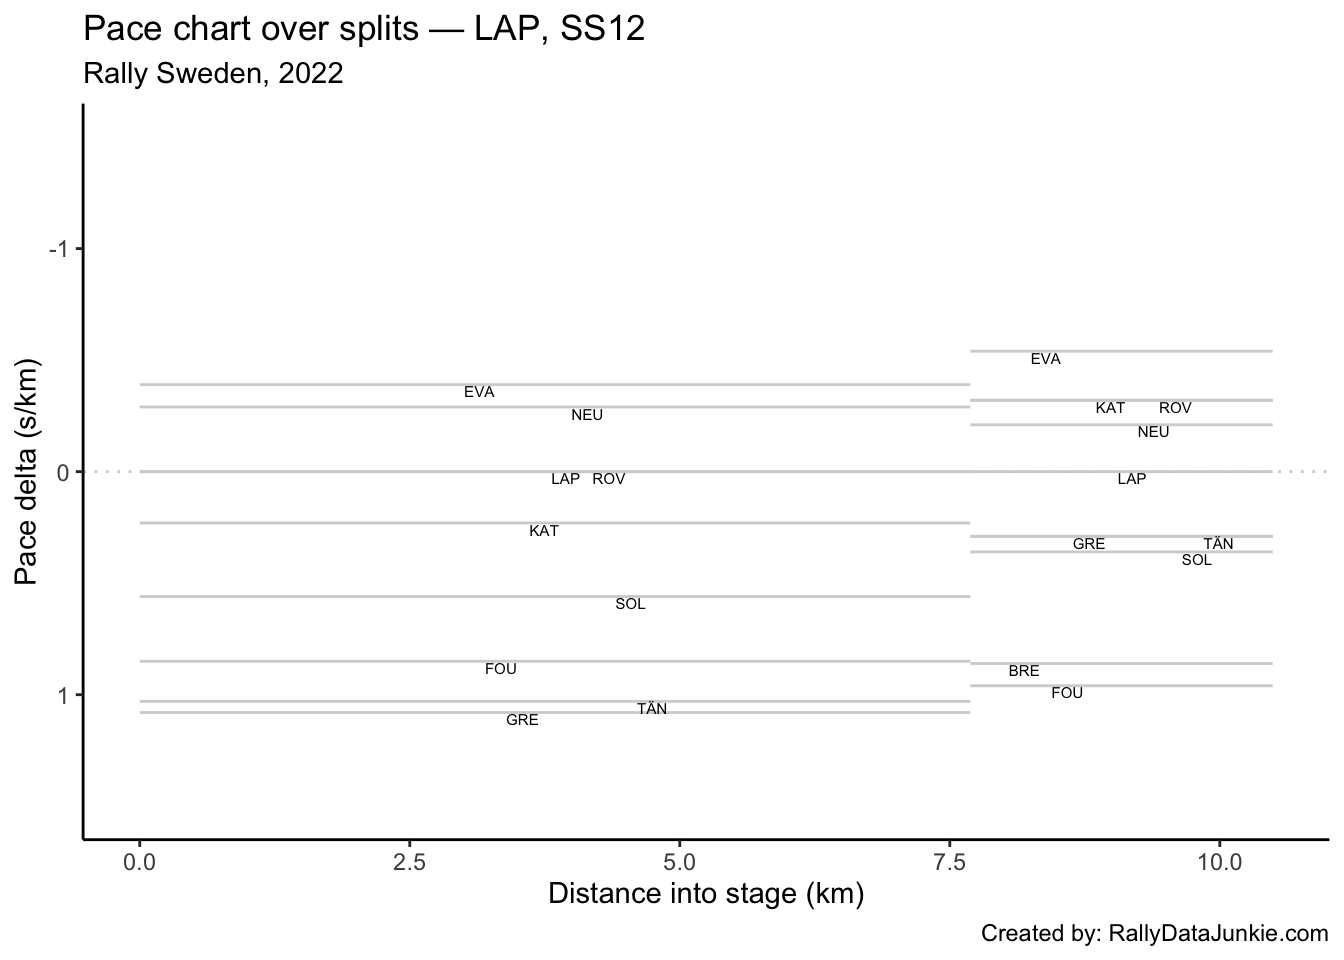 Pace chart over splits — LAP, SS12
Rally Sweden, 2022
Pace delta (s/km)
-1
0
1
EVA
NEU
LAP ROV
KAT
SOL
FOU
TÄN
GRE
EVA
KAT ROV
NEU
LAP
GRE TÄN
SOL
BRE
FOU
0.0 2.5 5.0 7.5 10.0
Distance into stage (km)
Created by: RallyDataJunkie.com